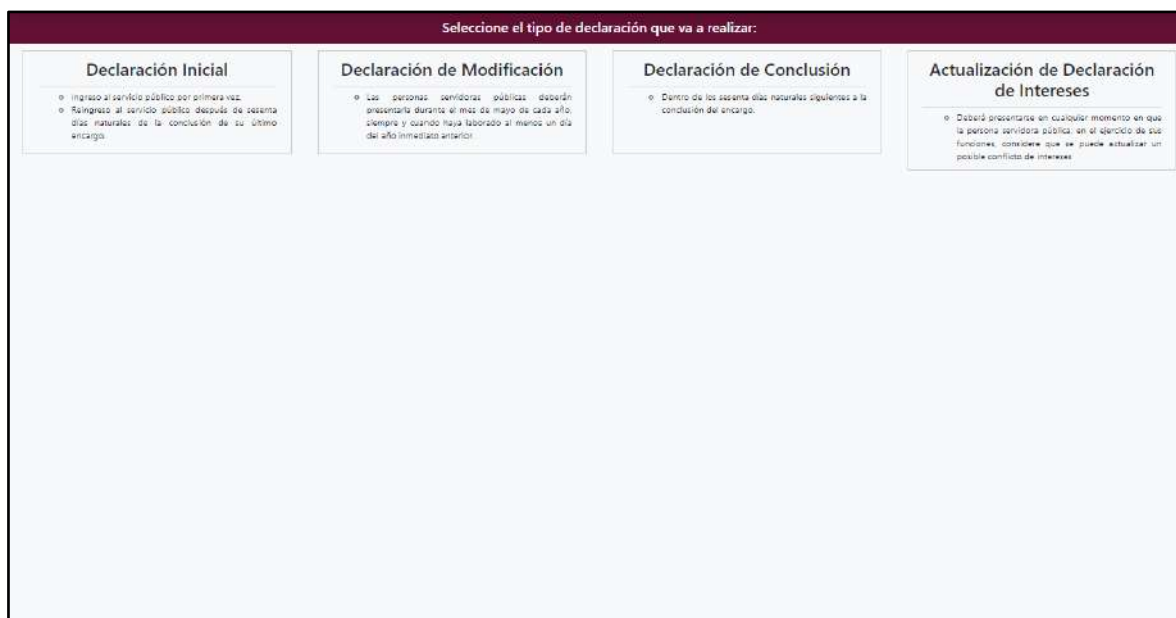 Seleccione el tipo de declaración que va a realizar:
Declaración Inicial
Ingreso al servicio público por primera vez.
Reingreso al servicio público después de sesenta
días naturales de la conclusión de su último
encargo.
Declaración de Modificación
Las personas servidoras públicas deberán
presentarla durante el mes de mayo de cada año,
siempre y cuando haya laborado al menos un día
del año inmediato anterior.
Declaración de Conclusión
Dentro de los sesenta días naturales siguientes a la
conclusión del encargo.
Actualización de Declaración
de Intereses
Deberá presentarse en cualquier momento en que
la persona servidora pública, en el ejercicio de sus
funciones, considere que se puede actualizar un
posible conflicto de intereses